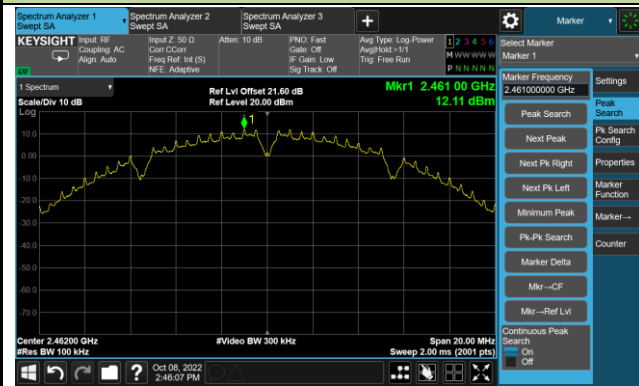 Spectrum Analyzer 1
Swept SA
Spectrum Analyzer 2
Swept SA
Spectrum Analyzer 3
Swept SA
+
Marker
KEYSIGHT
Input: RF
Coupling: AC
Align: Auto
Input Z: 50 Ω
Corr CCorr
Freq Ref: Int (S)
NFE: Adaptive
Atten: 10 dB
PNO: Fast
Gate: Off
IF Gain: Low
Sig Track: Off
Avg Type: Log-Power
Avg|Hold:>1/1
Trig: Free Run
1 2 3 4 5 6
M W W W W W
P N N N N N
LXI
Select Marker
Marker 1
1 Spectrum
Scale/Div 10 dB
Ref Lvl Offset 21.60 dB
Ref Level 20.00 dBm
Mkr1 2.461 00 GHz
12.11 dBm
Log
1
10.0
0.00
-10.0
-20.0
-30.0
-40.0
-50.0
-60.0
-70.0
Center 2.46200 GHz
#Res BW 100 kHz
#Video BW 300 kHz
Span 20.00 MHz
Sweep 2.00 ms (2001 pts)
Marker Frequency
2.461000000 GHz
Peak Search
Next Peak
Next Pk Right
Next Pk Left
Minimum Peak
Pk-Pk Search
Marker Delta
Mkr→CF
Mkr→Ref Lvl
Continuous Peak
Search
On
Off
Settings
Peak
Search
Pk Search
Config
Properties
Marker
Function
Marker→
Counter
?
Oct 08, 2022
2:46:07 PM